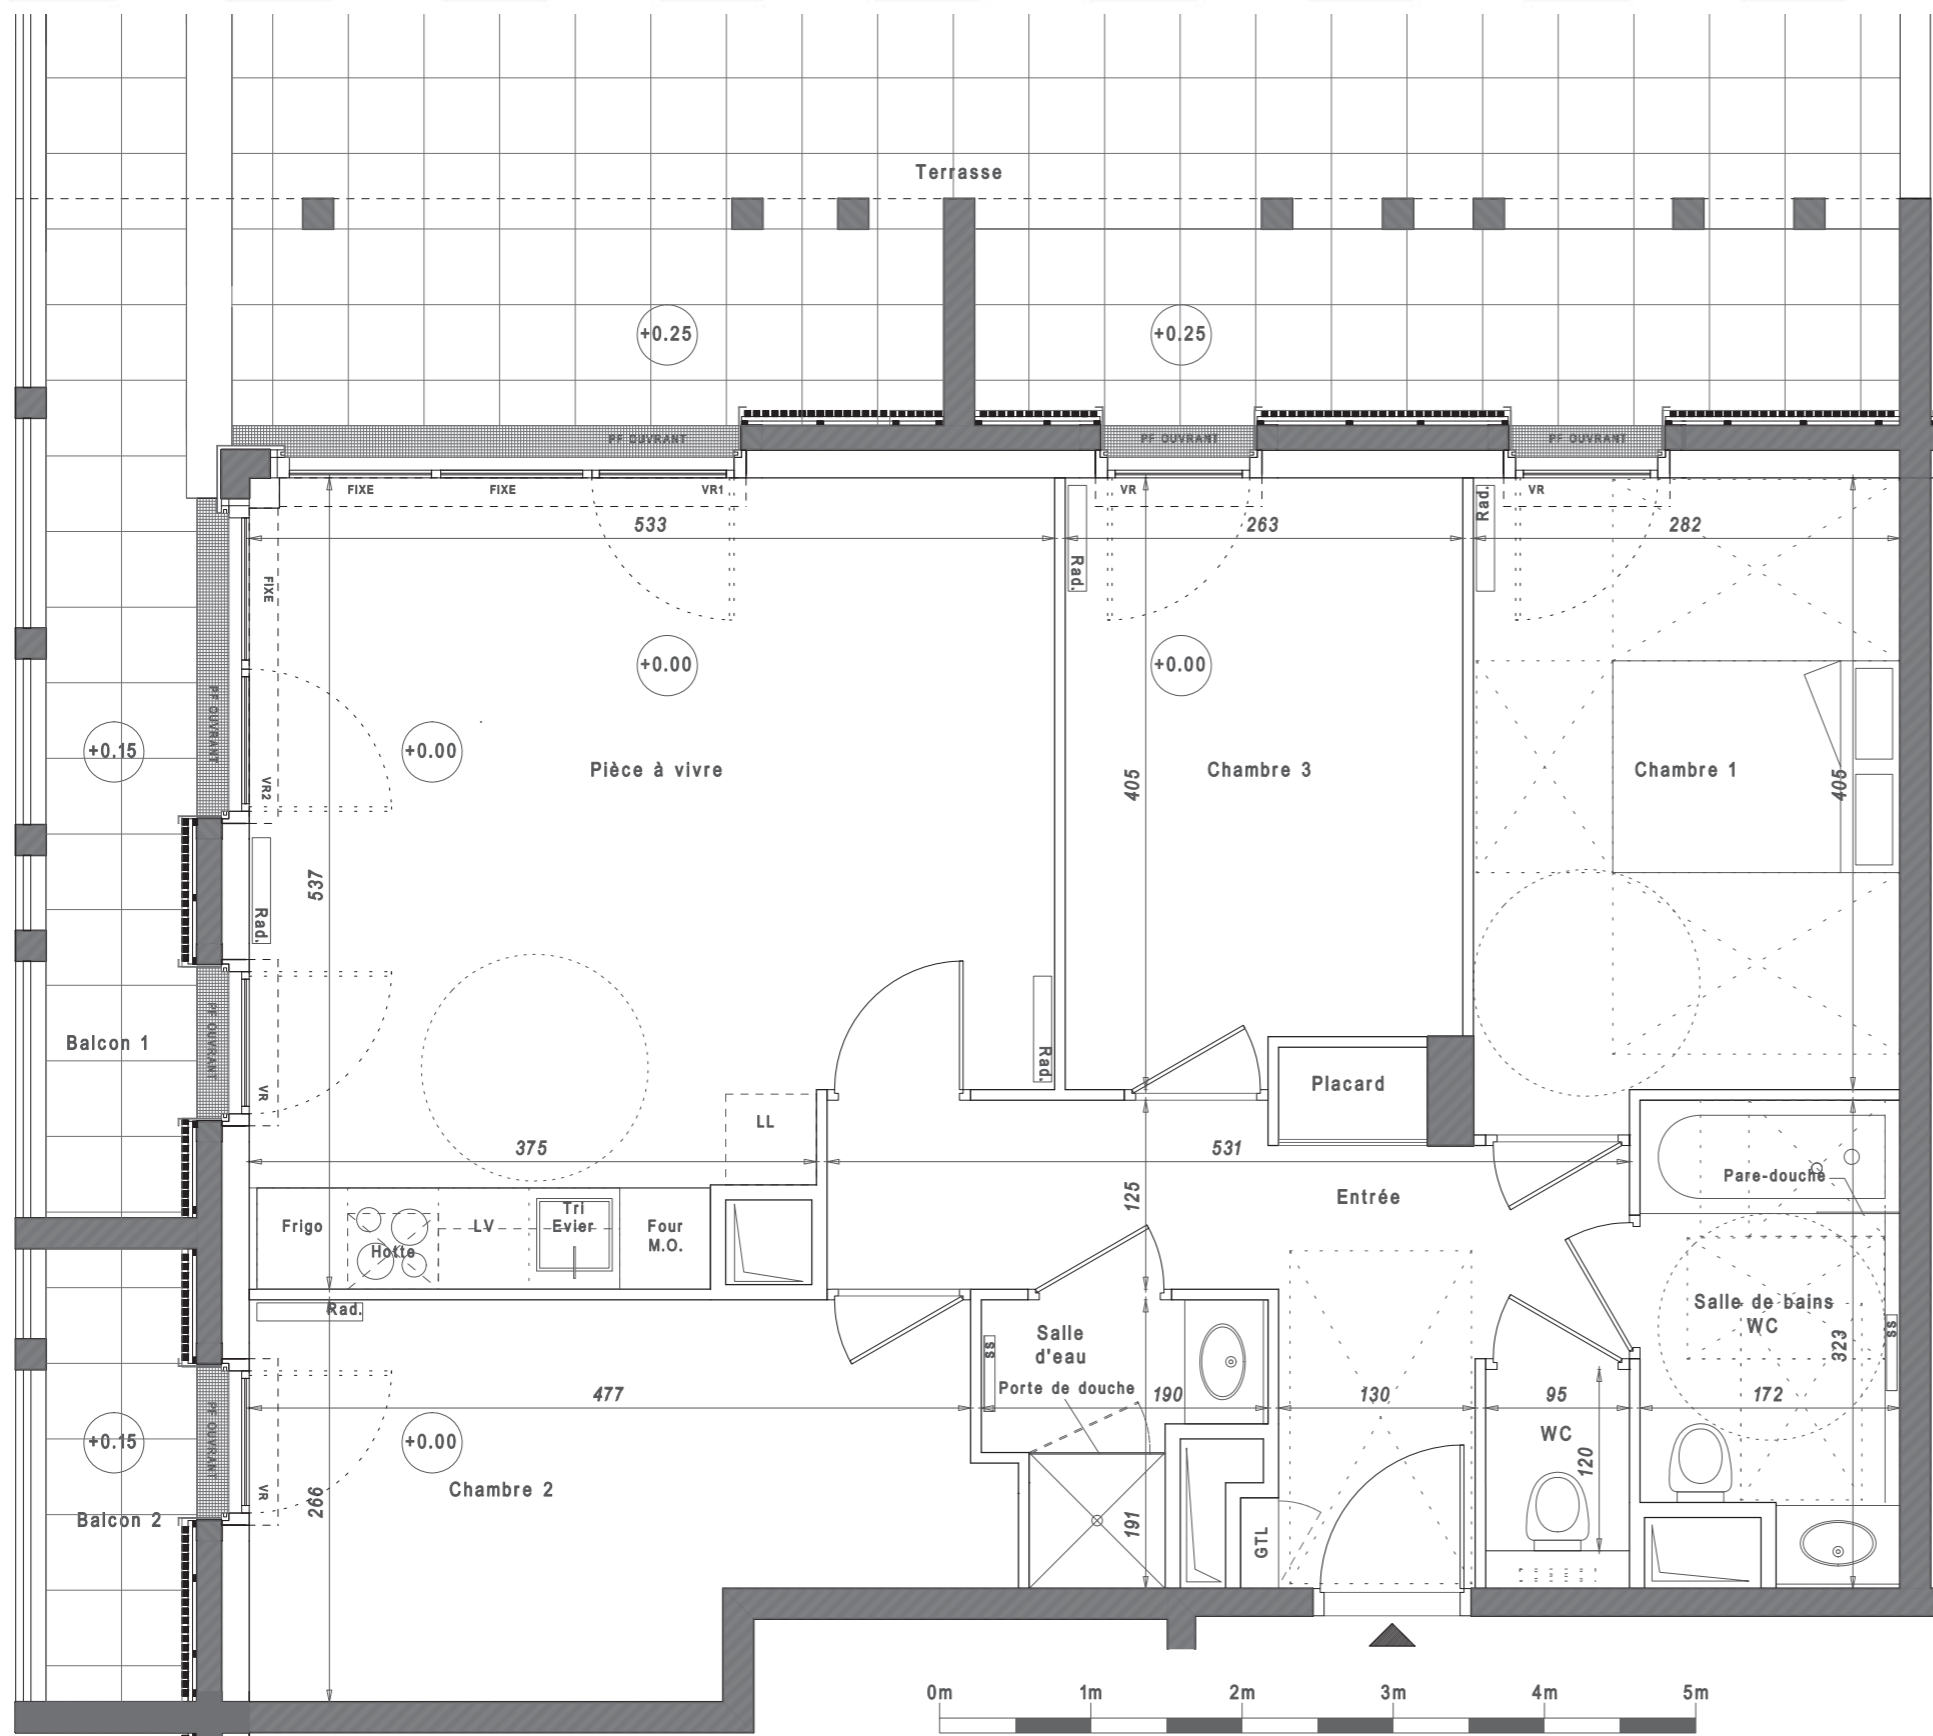 Terrasse
+0.25
+0.25
PF OUVRANT
PF OUVRANT
PF OUVRANT
FIXE
FIXE
VR1
VR
VR
533
263
282
Rad.
Rad.
FIXE
+0.00
+0.00
PF OUVRANT
+0.15
+0.00
VR2
Pièce à vivre
Chambre 3
Chambre 1
405
405
537
Rad.
PF OUVRANT
Balcon 1
VR
Rad.
Placard
LL
375
531
Pare-douche
125
Entrée
Frigo
Hotte
LV
Tri
Evier
Four
M.O.
Rad.
Salle
d'eau
ss
Salle de bains
WC
ss
323
Porte de douche
477
190
130
95
172
PF OUVRANT
+0.15
+0.00
WC
120
Chambre 2
VR
266
Balcon 2
191
GTL
0m
1m
2m
3m
4m
5m